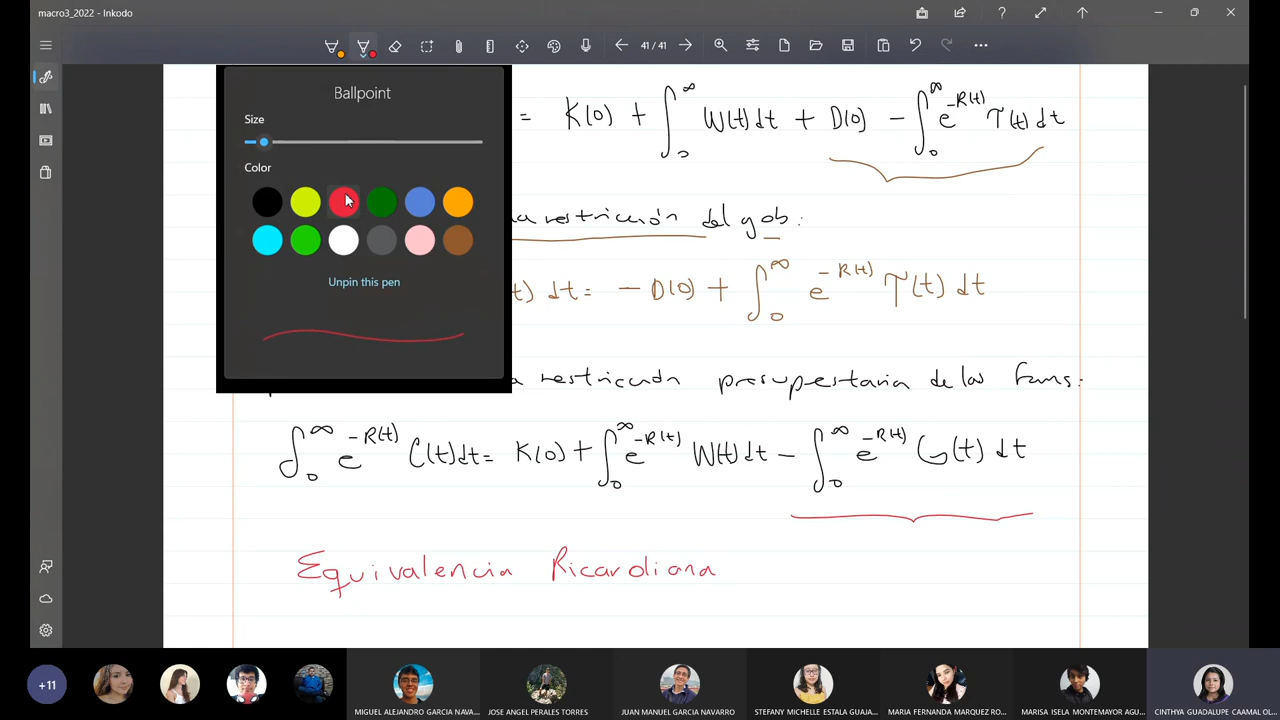 macro3_2022 - Inkodo
41 / 41
Ballpoint
Size
Color
Unpin this pen
= K(0) + ∫₀^∞ W(t)dt + D(0) − ∫₀^∞ e^{-R(t)} T(t) dt
la restricción del gob:
t) dt = − D(0) + ∫₀^∞ e^{-R(t)} T(t) dt
a restricción presupestaria de las fams:
∫₀^∞ e^{-R(t)} C(t)dt = K(0) + ∫₀^∞ e^{-R(t)} W(t)dt − ∫₀^∞ e^{-R(t)} G(t) dt
Equivalencia Ricardiana
+11
MIGUEL ALEJANDRO GARCIA NAVA...
JOSE ANGEL PERALES TORRES
JUAN MANUEL GARCIA NAVARRO
STEFANY MICHELLE ESTALA GUAJA...
MARIA FERNANDA MARQUEZ RO...
MARISA ISELA MONTEMAYOR AGU...
CINTHYA GUADALUPE CAAMAL OL...